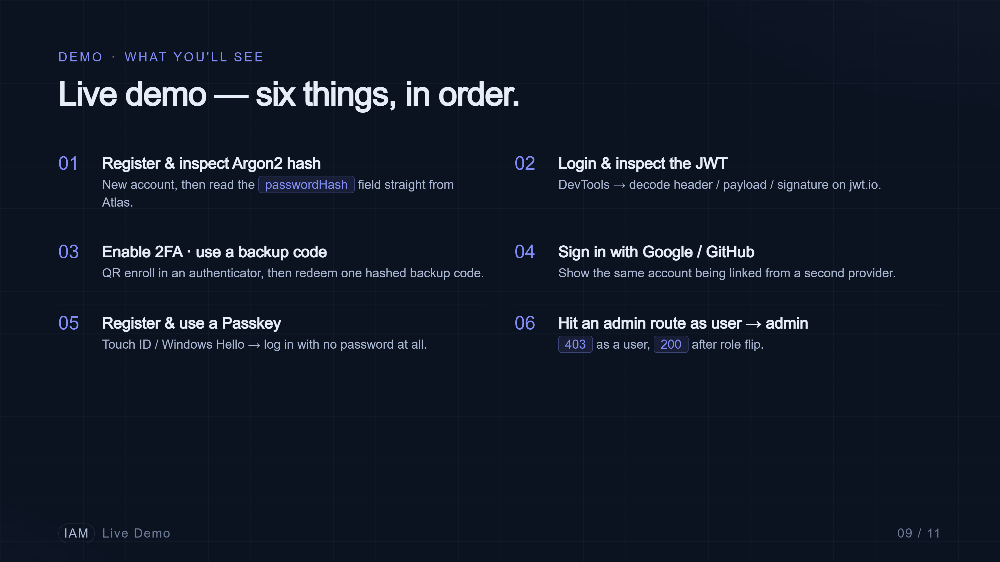 DEMO · WHAT YOU'LL SEE
Live demo — six things, in order.
01
Register & inspect Argon2 hash
New account, then read the passwordHash field straight from
Atlas.
02
Login & inspect the JWT
DevTools → decode header / payload / signature on jwt.io.
03
Enable 2FA · use a backup code
QR enroll in an authenticator, then redeem one hashed backup code.
04
Sign in with Google / GitHub
Show the same account being linked from a second provider.
05
Register & use a Passkey
Touch ID / Windows Hello → log in with no password at all.
06
Hit an admin route as user → admin
403 as a user, 200 after role flip.
IAM Live Demo
09 / 11